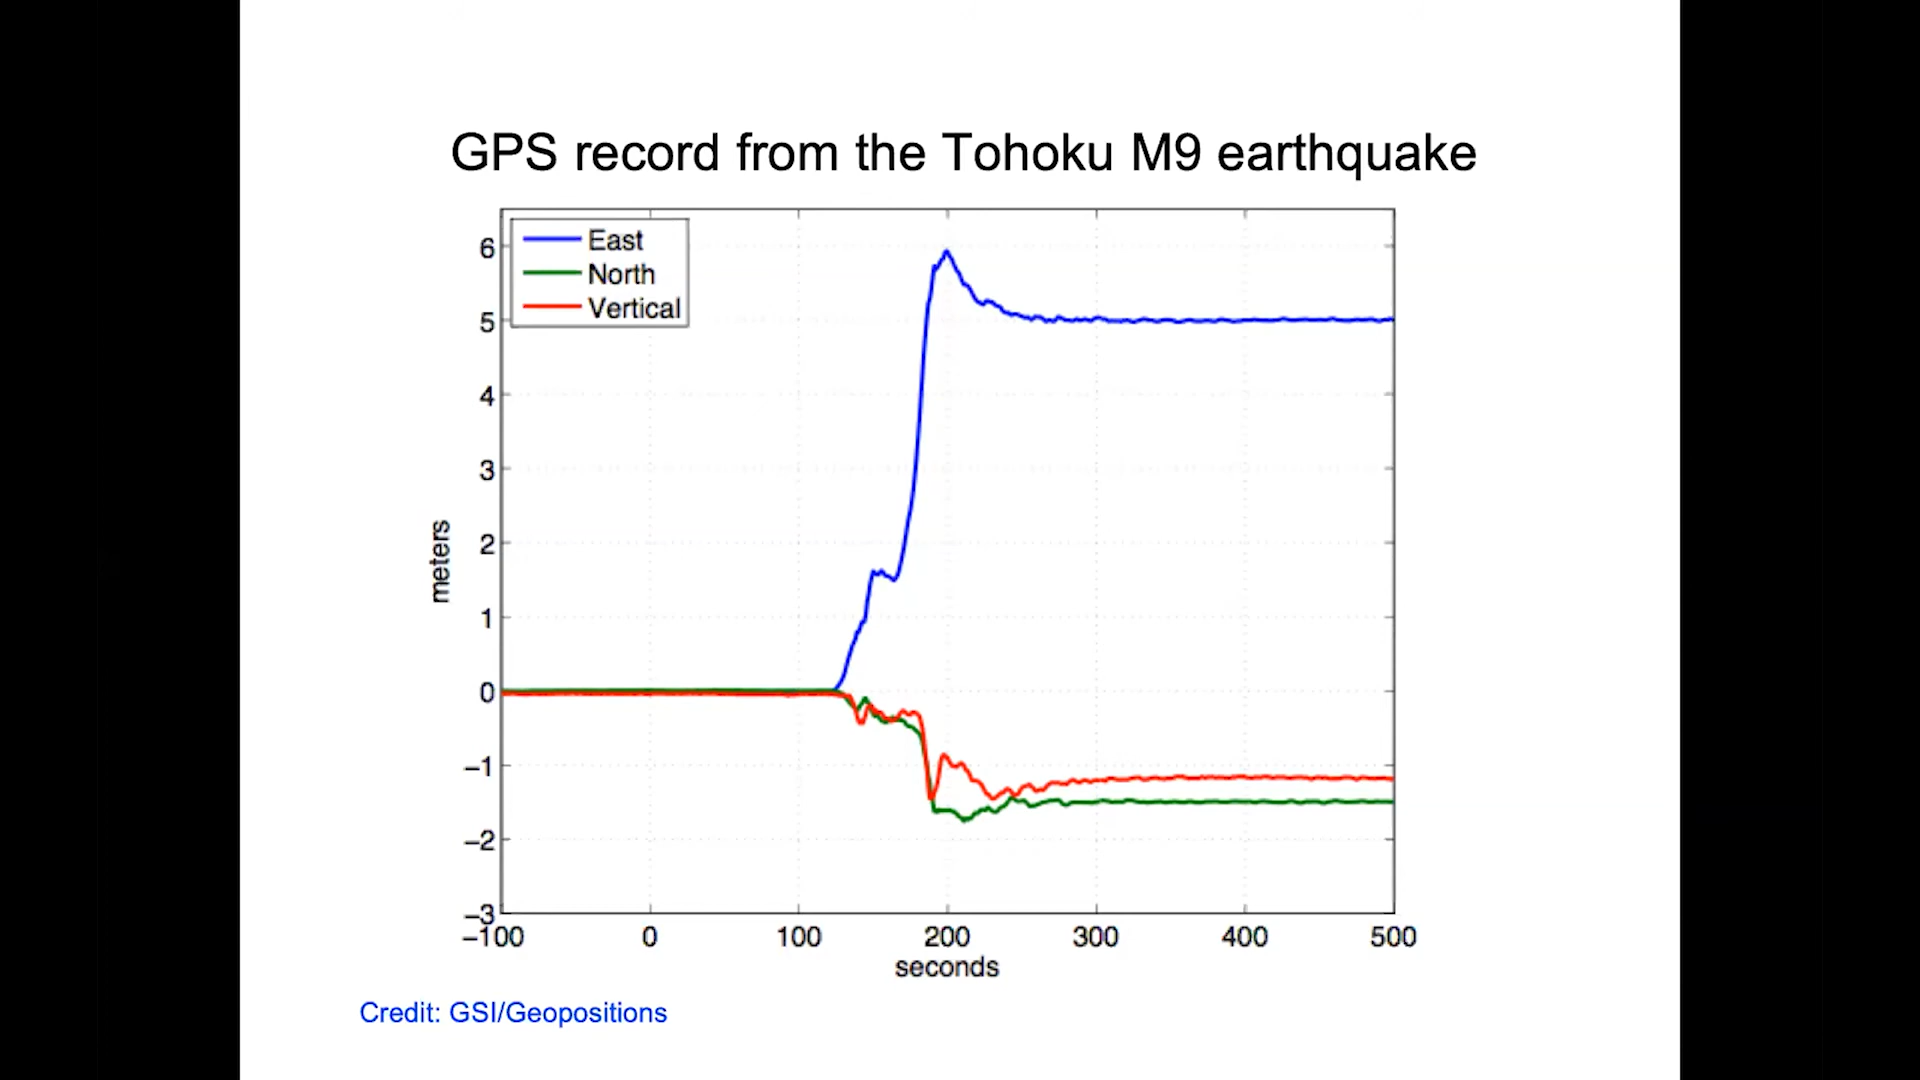 GPS record from the Tohoku M9 earthquake
East
North
Vertical
6
5
4
3
2
1
0
−1
−2
−3
meters
−100 0 100 200 300 400 500
seconds
Credit: GSI/Geopositions